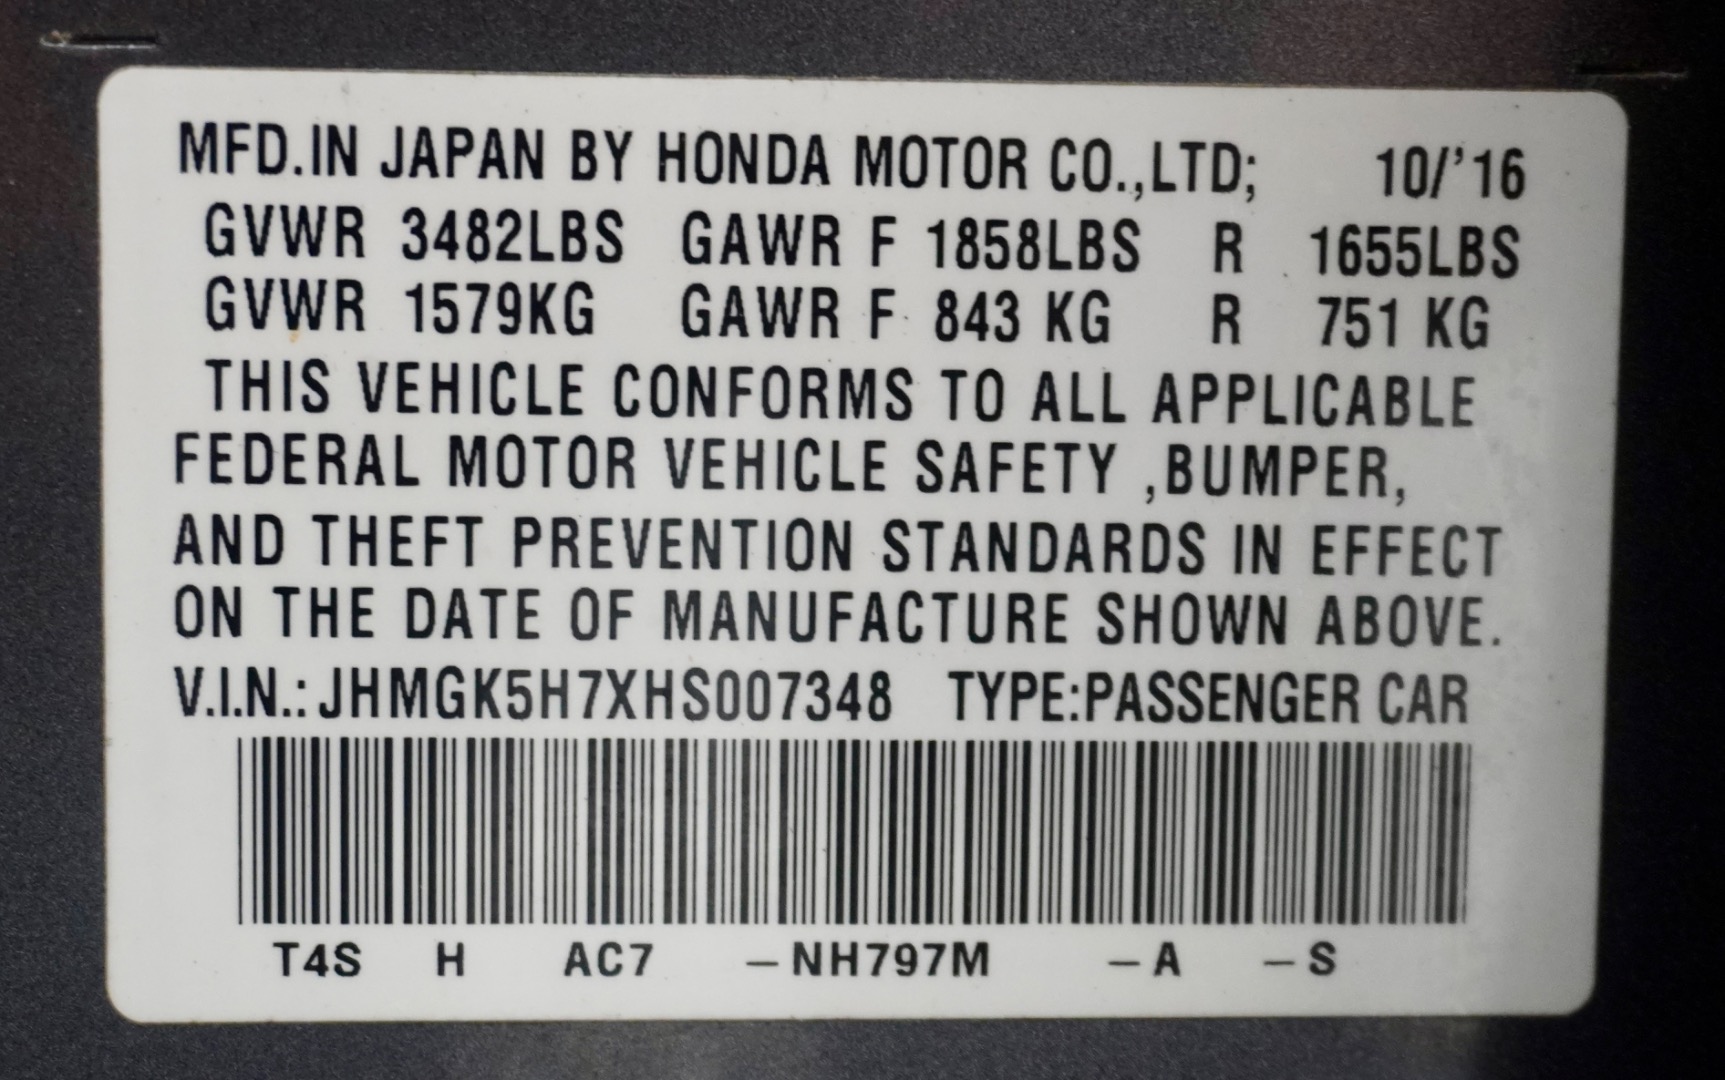 MFD.IN JAPAN BY HONDA MOTOR CO.,LTD; 10/'16
GVWR 3482LBS GAWR F 1858LBS R 1655LBS
GVWR 1579KG GAWR F 843 KG R 751 KG
THIS VEHICLE CONFORMS TO ALL APPLICABLE
FEDERAL MOTOR VEHICLE SAFETY ,BUMPER,
AND THEFT PREVENTION STANDARDS IN EFFECT
ON THE DATE OF MANUFACTURE SHOWN ABOVE.
V.I.N.: JHMGK5H7XHS007348 TYPE:PASSENGER CAR
T4S H AC7 –NH797M –A –S